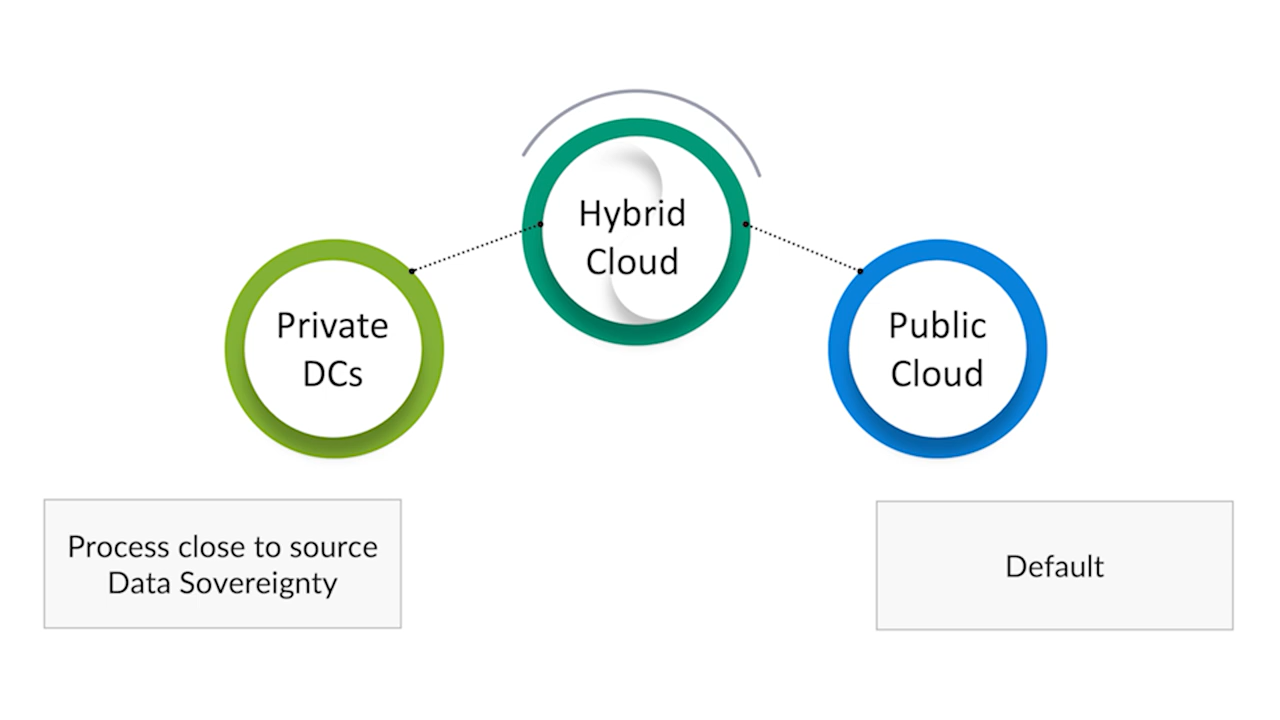 Hybrid
Cloud
Private
DCs
Public
Cloud
Process close to source
Data Sovereignty
Default